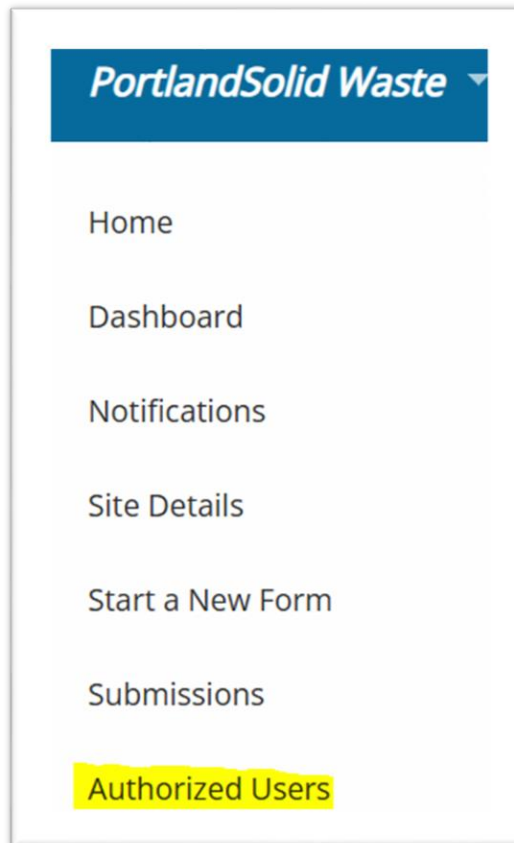 PortlandSolid Waste
Home
Dashboard
Notifications
Site Details
Start a New Form
Submissions
Authorized Users